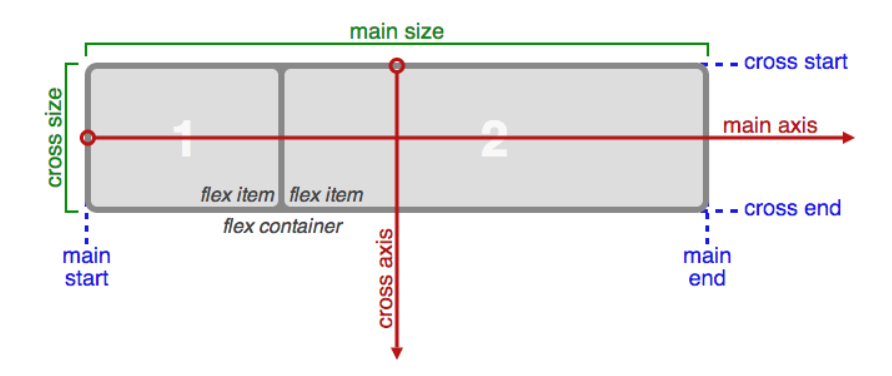 main size
cross start
cross size
1
2
main axis
flex item
flex item
cross end
flex container
cross axis
main
start
main
end